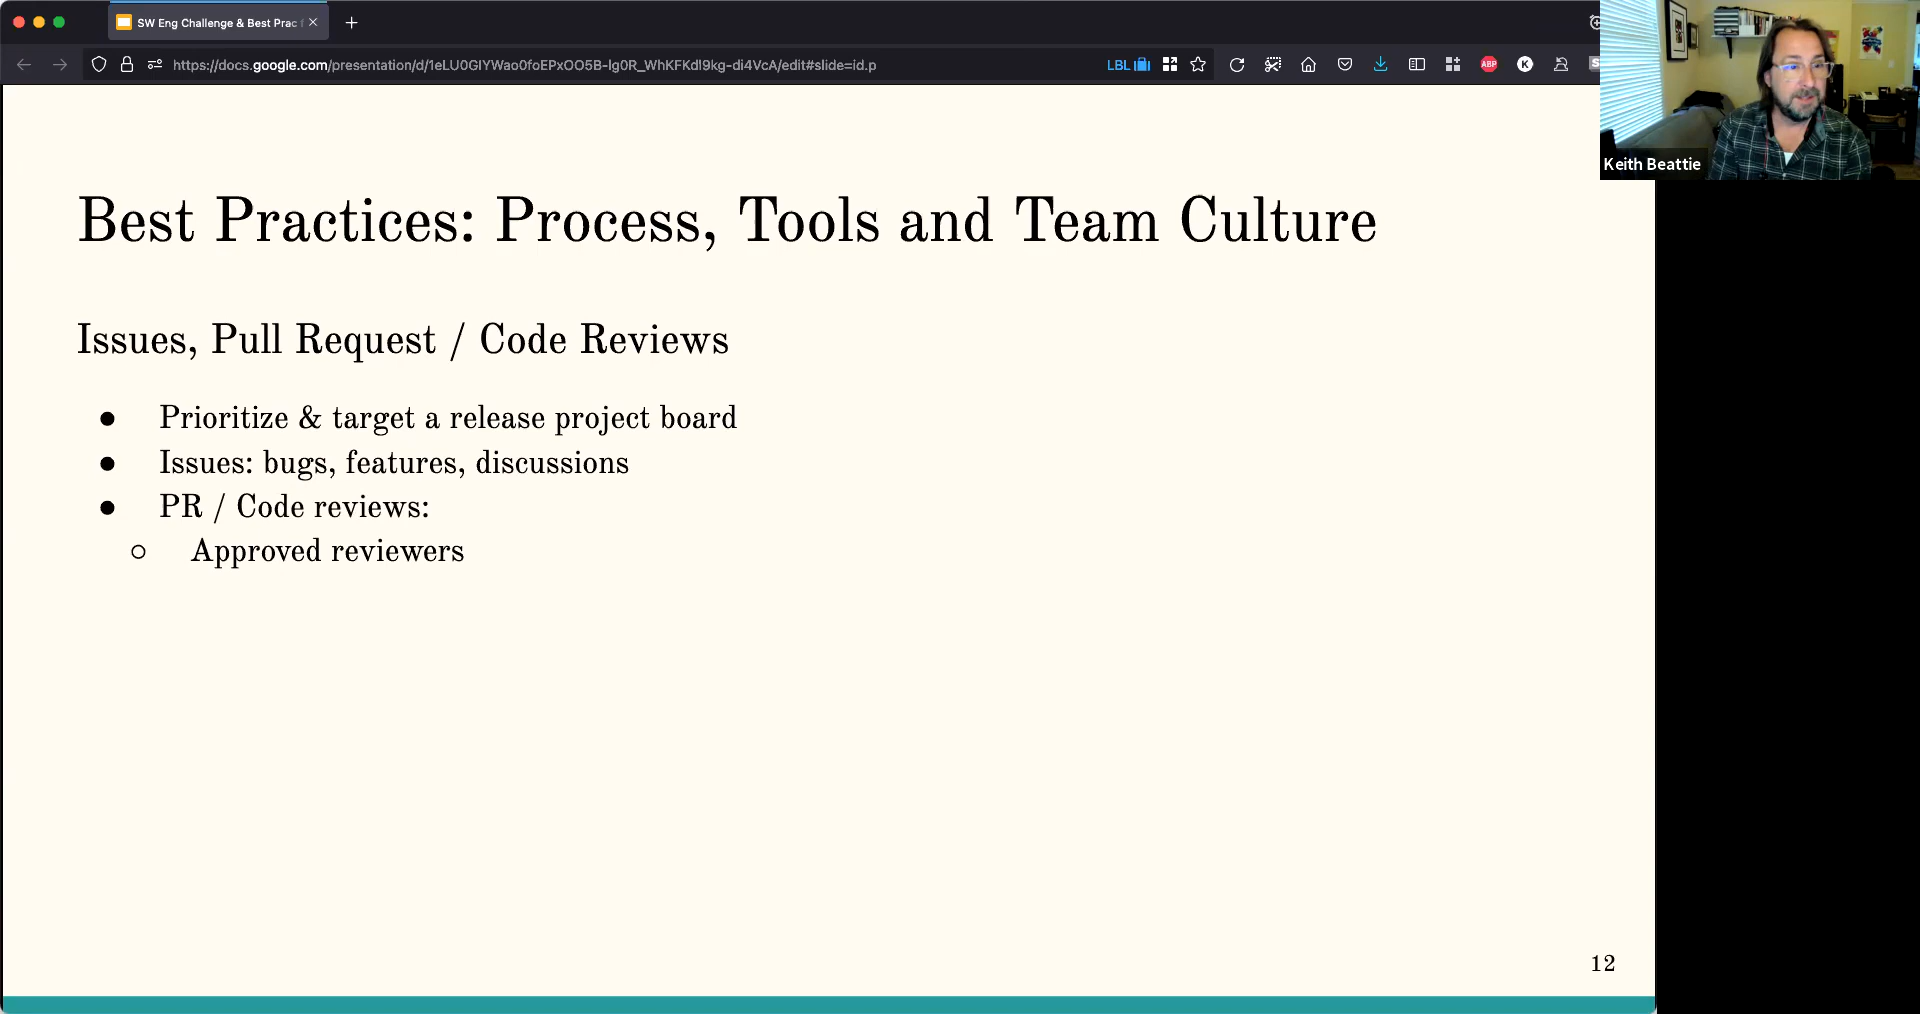 SW Eng Challenge & Best Prac f
https://docs.google.com/presentation/d/1eLU0GIYWao0foEPxOO5B-Ig0R_WhKFKdl9kg-di4VcA/edit#slide=id.p
LBL
ABP
K
S
Keith Beattie
Best Practices: Process, Tools and Team Culture
Issues, Pull Request / Code Reviews
● Prioritize & target a release project board
● Issues: bugs, features, discussions
● PR / Code reviews:
○ Approved reviewers
12